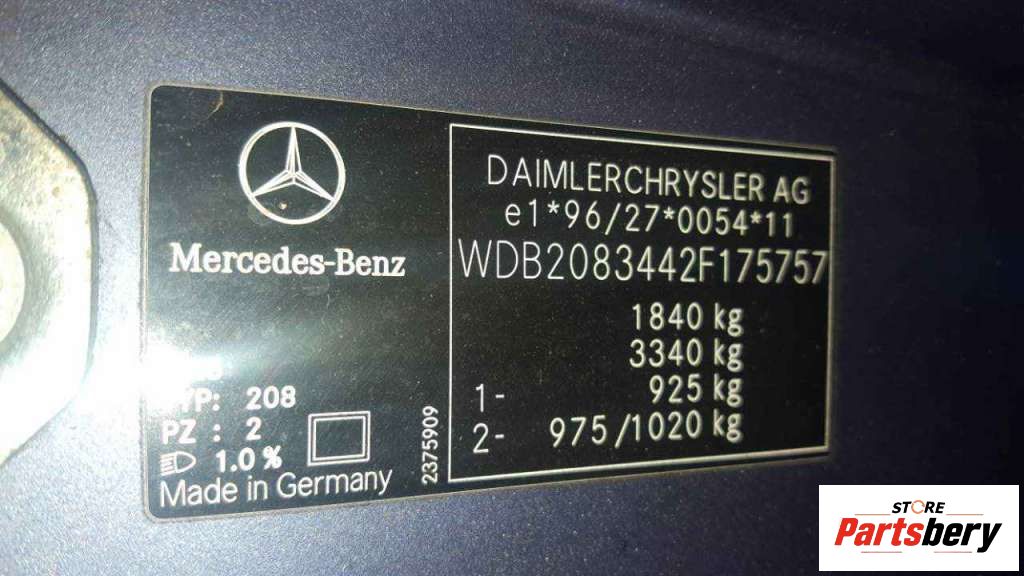 Mercedes-Benz
DAIMLERCHRYSLER AG
e1*96/27*0054*11
WDB2083442F175757
1840 kg
3340 kg
1- 925 kg
2- 975/1020 kg
TYP: 208
PZ : 2
1.0 %
Made in Germany
2375909
STORE
Partsbery